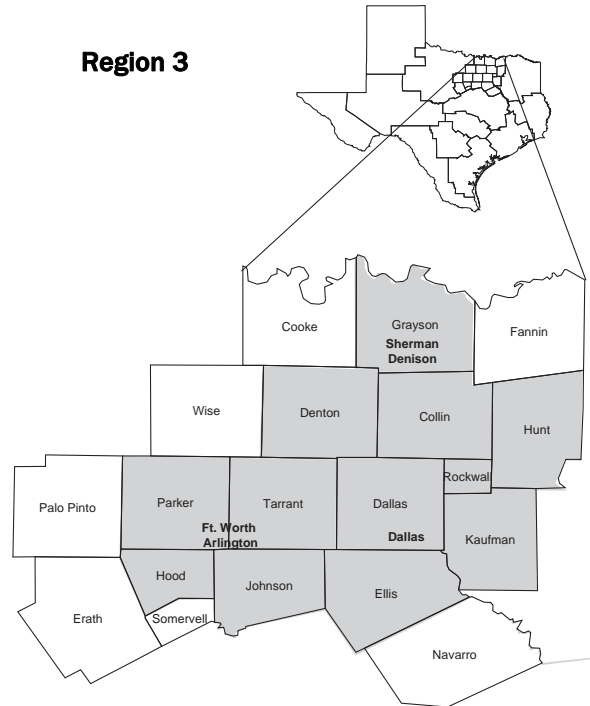 Region 3
Cooke
Grayson
Sherman
Denison
Fannin
Wise
Denton
Collin
Hunt
Rockwall
Palo Pinto
Parker
Tarrant
Dallas
Ft. Worth
Arlington
Dallas
Kaufman
Hood
Johnson
Ellis
Erath
Somervell
Navarro